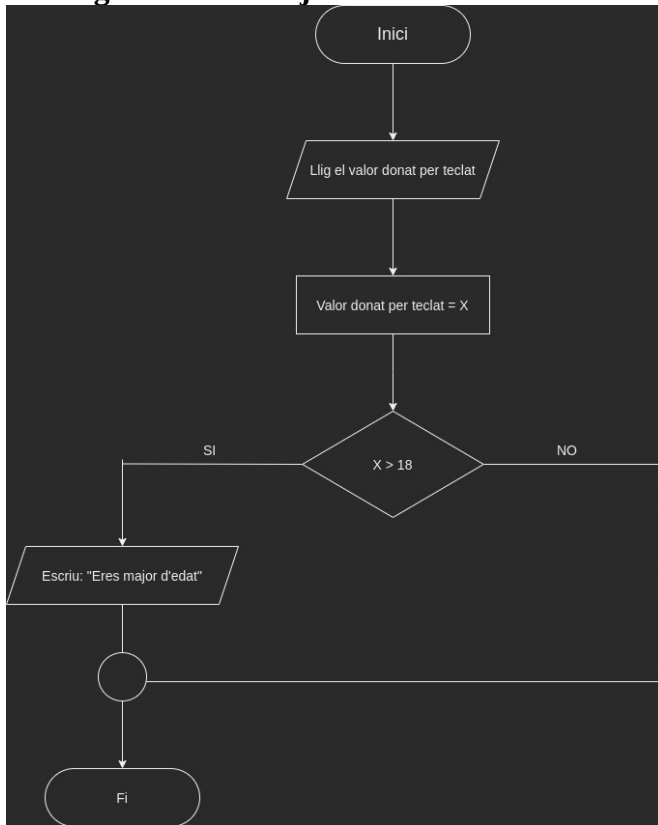 Inici
Llig el valor donat per teclat
Valor donat per teclat = X
X > 18
SI
NO
Escriu: "Eres major d'edat"
Fi